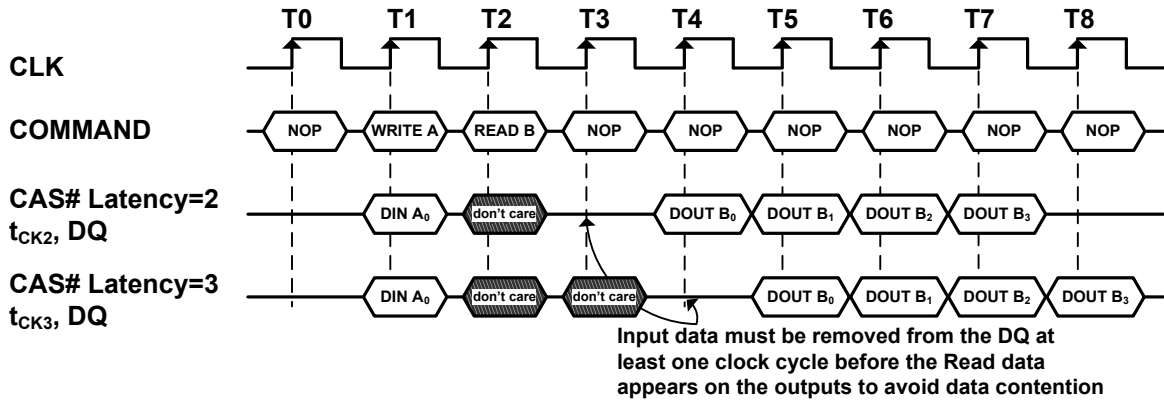 T0 T1 T2 T3 T4 T5 T6 T7 T8
CLK
COMMAND NOP WRITE A READ B NOP NOP NOP NOP NOP NOP
CAS# Latency=2
tCK2, DQ
DIN A0 don't care DOUT B0 DOUT B1 DOUT B2 DOUT B3
CAS# Latency=3
tCK3, DQ
DIN A0 don't care don't care DOUT B0 DOUT B1 DOUT B2 DOUT B3
Input data must be removed from the DQ at
least one clock cycle before the Read data
appears on the outputs to avoid data contention